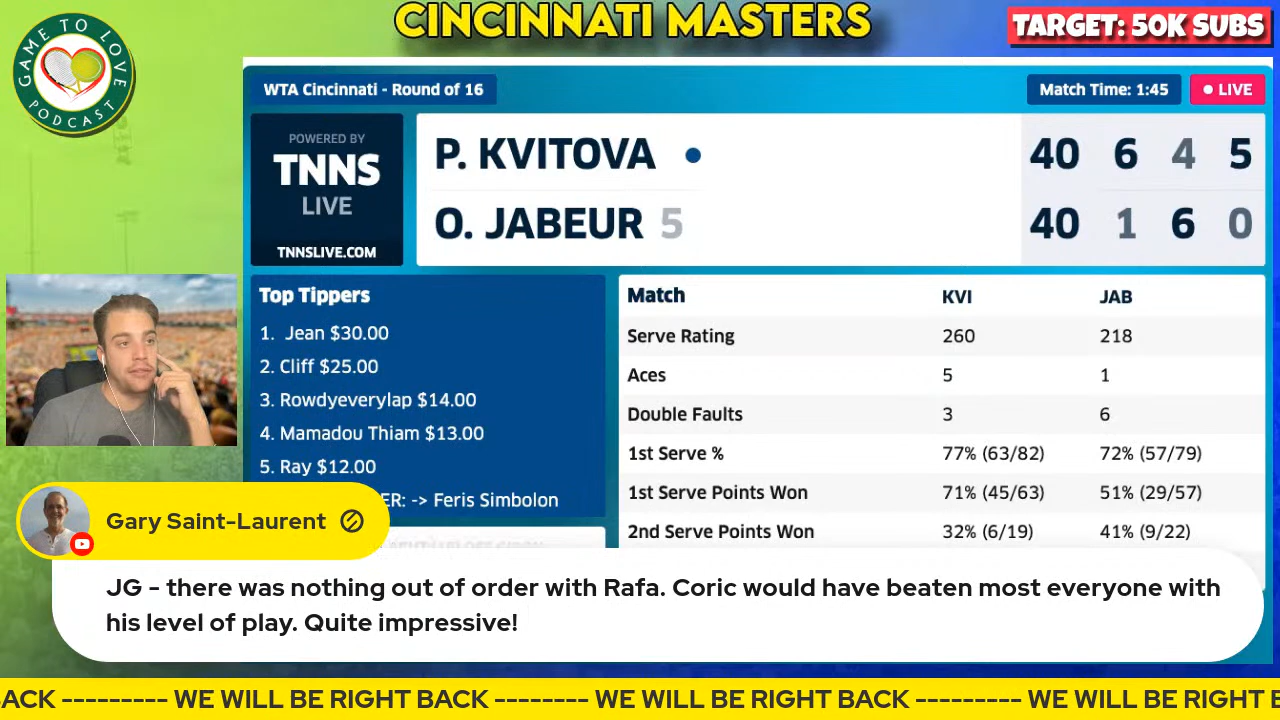 CINCINNATI MASTERS
TARGET: 50K SUBS
GAME TO LOVE
PODCAST
WTA Cincinnati - Round of 16
Match Time: 1:45
LIVE
POWERED BY
TNNS
LIVE
TNNSLIVE.COM
P. KVITOVA 40 6 4 5
O. JABEUR 5 40 1 6 0
Top Tippers
1. Jean $30.00
2. Cliff $25.00
3. Rowdyeverylap $14.00
4. Mamadou Thiam $13.00
5. Ray $12.00
ER: -> Feris Simbolon
Match KVI JAB
Serve Rating 260 218
Aces 5 1
Double Faults 3 6
1st Serve % 77% (63/82) 72% (57/79)
1st Serve Points Won 71% (45/63) 51% (29/57)
2nd Serve Points Won 32% (6/19) 41% (9/22)
Gary Saint-Laurent
JG - there was nothing out of order with Rafa. Coric would have beaten most everyone with
his level of play. Quite impressive!
ACK --------- WE WILL BE RIGHT BACK -------- WE WILL BE RIGHT BACK -------- WE WILL BE RIGHT B